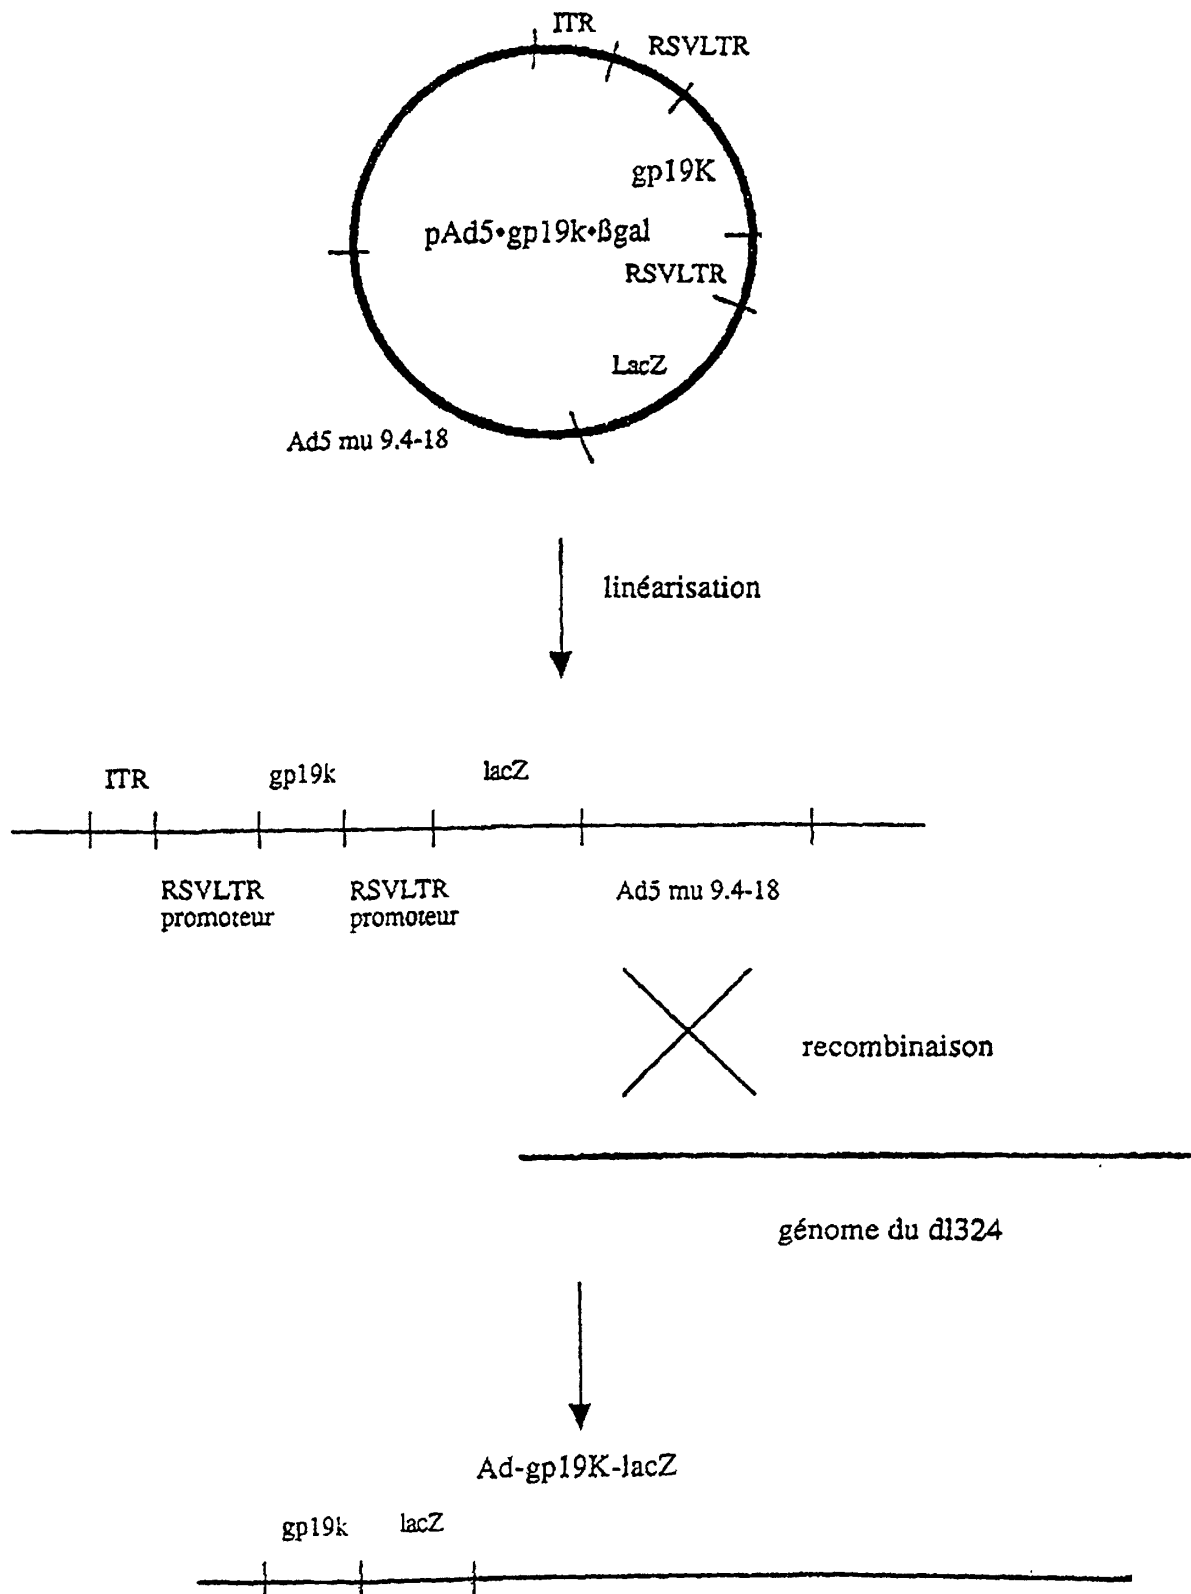 ITR
RSVLTR
gp19K
pAd5•gp19k•ßgal
RSVLTR
LacZ
Ad5 mu 9.4-18
linéarisation
ITR gp19k lacZ
RSVLTR RSVLTR Ad5 mu 9.4-18
promoteur promoteur
recombinaison
génome du dl324
Ad-gp19K-lacZ
gp19k lacZ